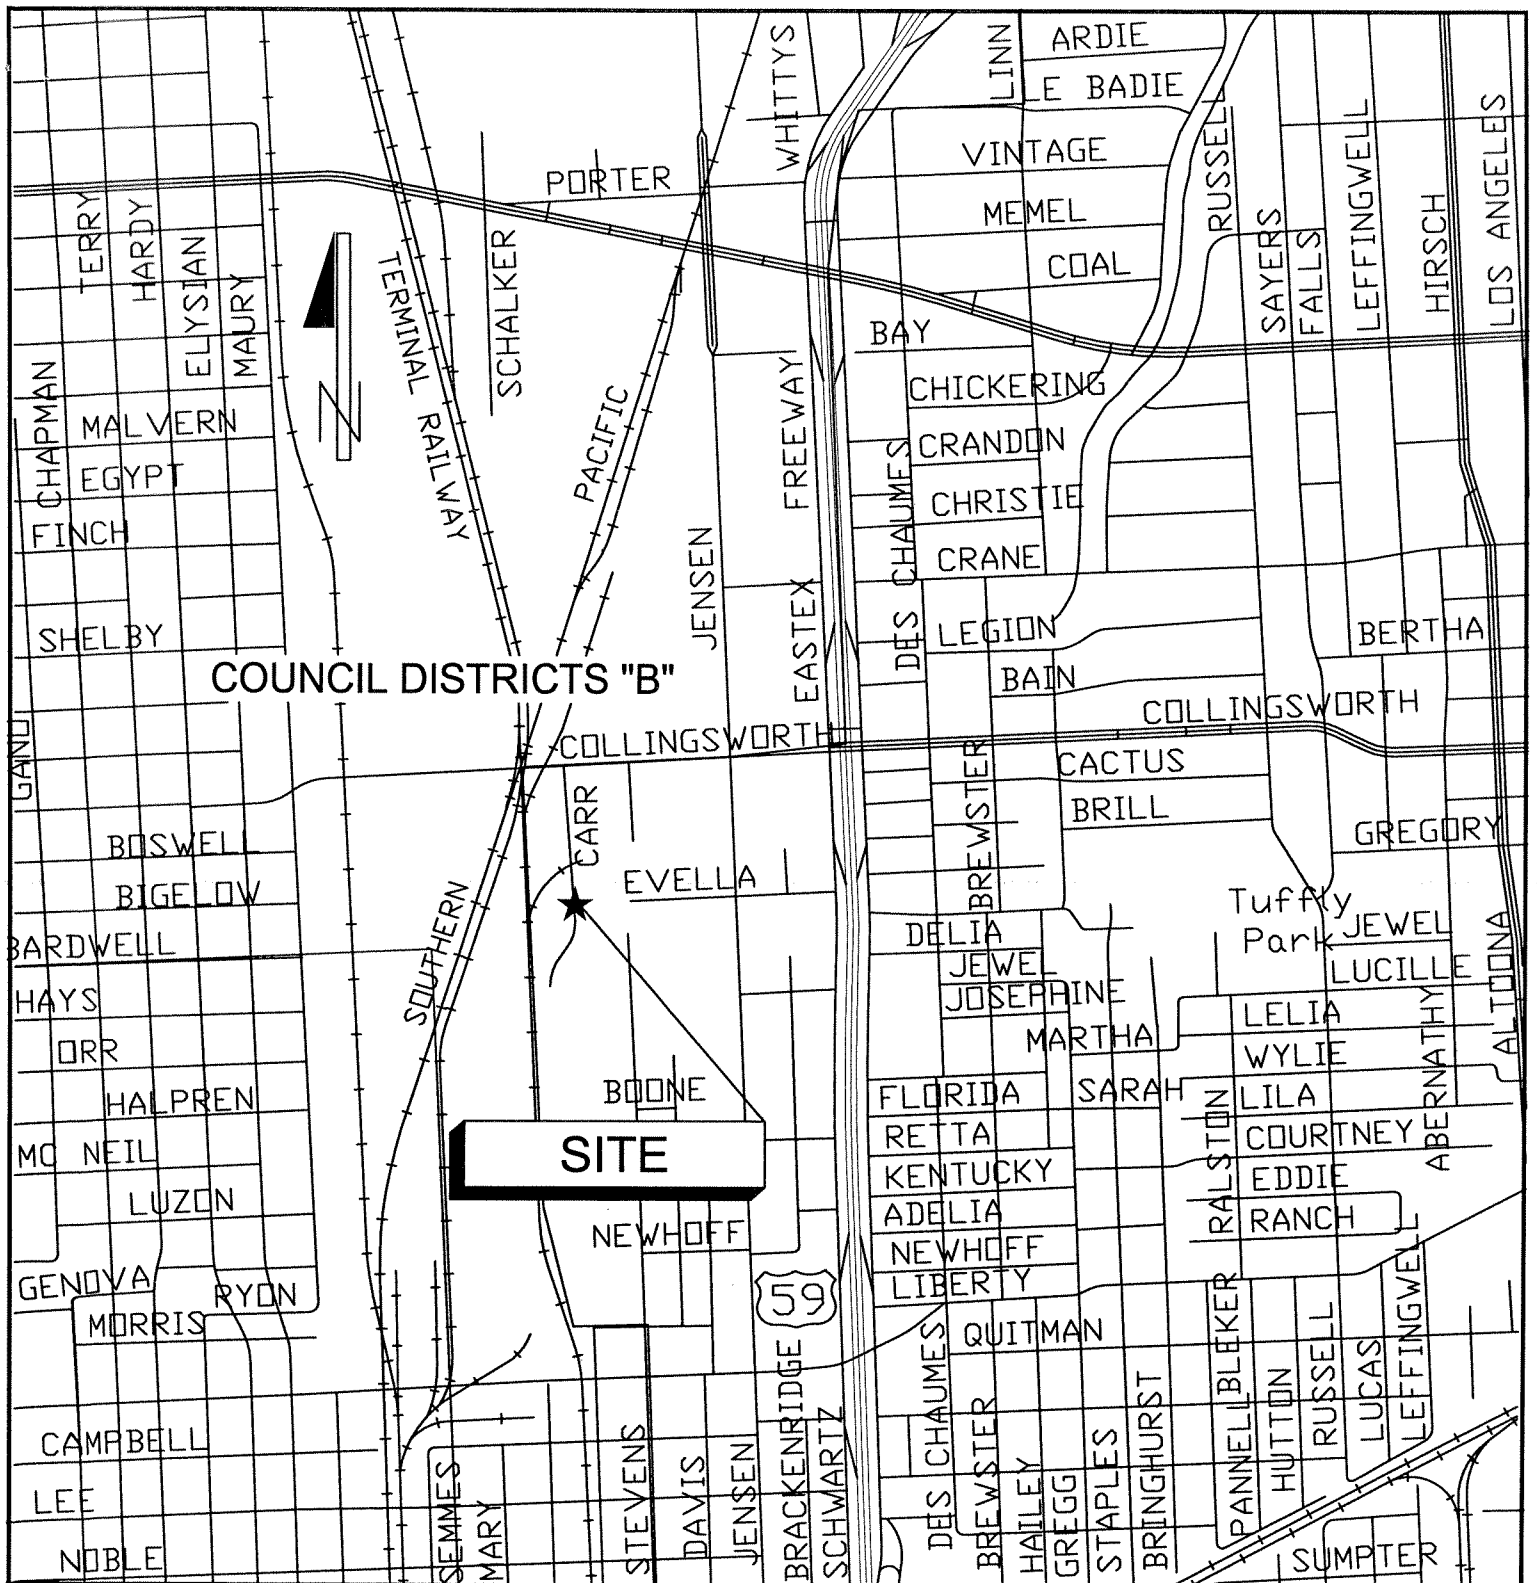 WHITTYS
LINN
ARDIE
LE BADIE
RUSSELL
LEFFINGWELL
LOS ANGELES
VINTAGE
PORTER
TERRY
HARDY
ELYSIAN
MAURY
MEMEL
SAYERS
FALLS
HIRSCH
SCHALKER
TERMINAL RAILWAY
COAL
BAY
CHAPMAN
N
PACIFIC
FREEWAY
CHICKERING
MALVERN
CRANDON
EGYPT
CHRISTIE
FINCH
JENSEN
DES CHAUMES
CRANE
EASTEX
SHELBY
LEGION
BERTHA
COUNCIL DISTRICTS "B"
BAIN
COLLINGSWORTH
GANO
COLLINGSWORTH
BREWSTER
CACTUS
CARR
BRILL
BOSWELL
GREGORY
EVELLA
BIGELOW
SOUTHERN
Tuffly
Park
DELIA
JEWEL
BARDWELL
ALTOONA
JEWEL
LUCILLE
HAYS
JOSEPHINE
LELIA
ABERNATHY
MARTHA
ORR
WYLIE
BOONE
HALPREN
FLORIDA
SARAH
LILA
RALSTON
SITE
RETTA
COURTNEY
MC NEIL
KENTUCKY
EDDIE
LUZON
ADELIA
RANCH
NEWHOFF
NEWHOFF
LEFFINGWELL
GENOVA
RYON
59
LIBERTY
MORRIS
QUITMAN
BLEKER
PANNELL
HUTTON
RUSSELL
LUCAS
CAMPBELL
LEE
NOBLE
SEMMES
MARY
STEVENS
DAVIS
JENSEN
BRACKENRIDGE
SCHWARTZ
DES CHAUMES
BREWSTER
HAILEY
GREGG
STAPLES
BRINGHURST
SUMPTER